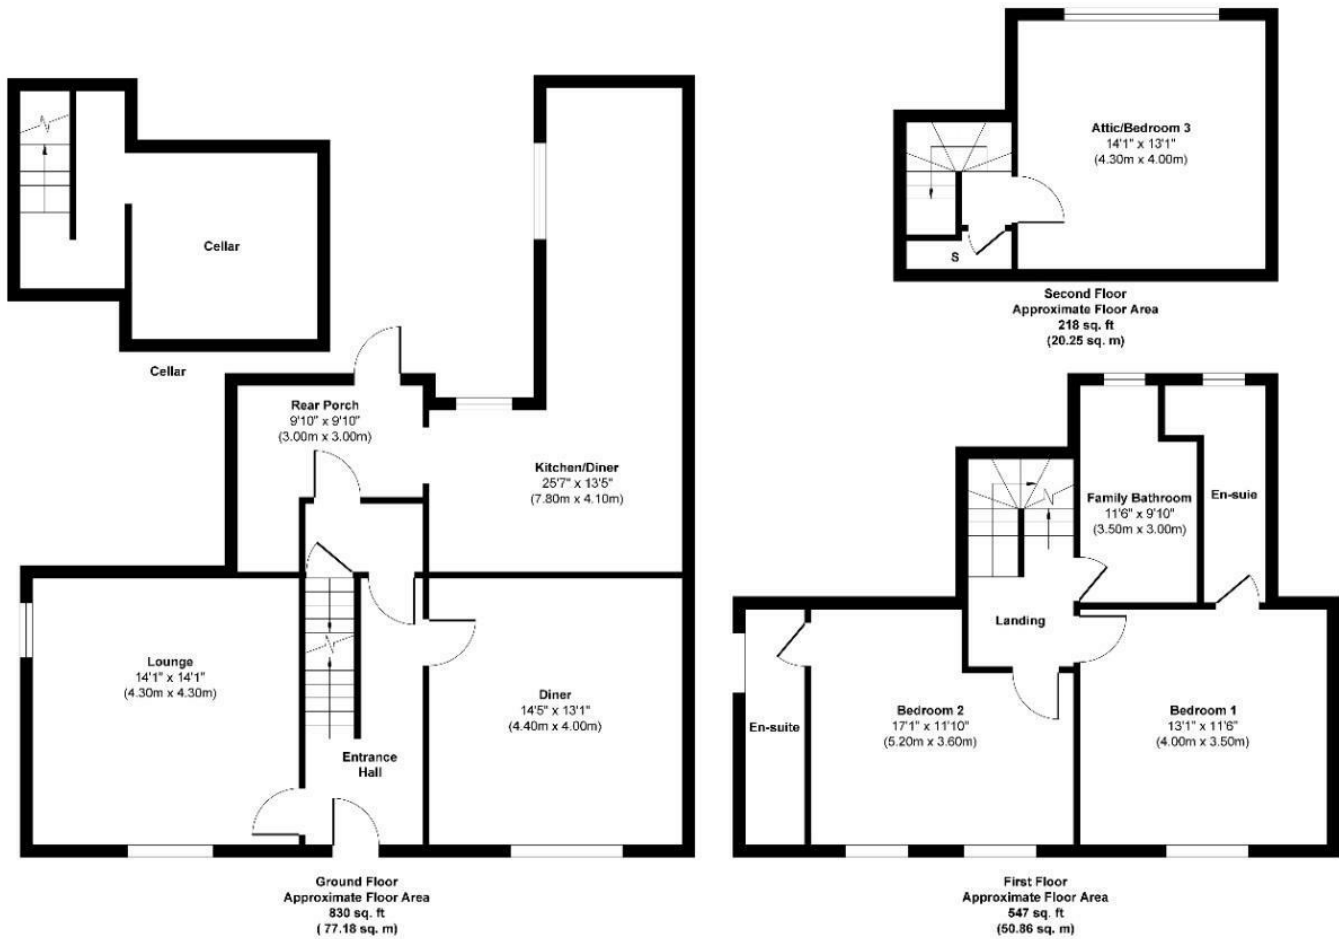 Cellar
Cellar
Rear Porch
9'10" x 9'10"
(3.00m x 3.00m)
Kitchen/Diner
25'7" x 13'5"
(7.80m x 4.10m)
Lounge
14'1" x 14'1"
(4.30m x 4.30m)
Diner
14'5" x 13'1"
(4.40m x 4.00m)
Entrance
Hall
Ground Floor
Approximate Floor Area
830 sq. ft
( 77.18 sq. m)
Attic/Bedroom 3
14'1" x 13'1"
(4.30m x 4.00m)
S
Second Floor
Approximate Floor Area
218 sq. ft
(20.25 sq. m)
Family Bathroom
11'6" x 9'10"
(3.50m x 3.00m)
En-suie
Landing
En-suite
Bedroom 2
17'1" x 11'10"
(5.20m x 3.60m)
Bedroom 1
13'1" x 11'6"
(4.00m x 3.50m)
First Floor
Approximate Floor Area
547 sq. ft
(50.86 sq. m)